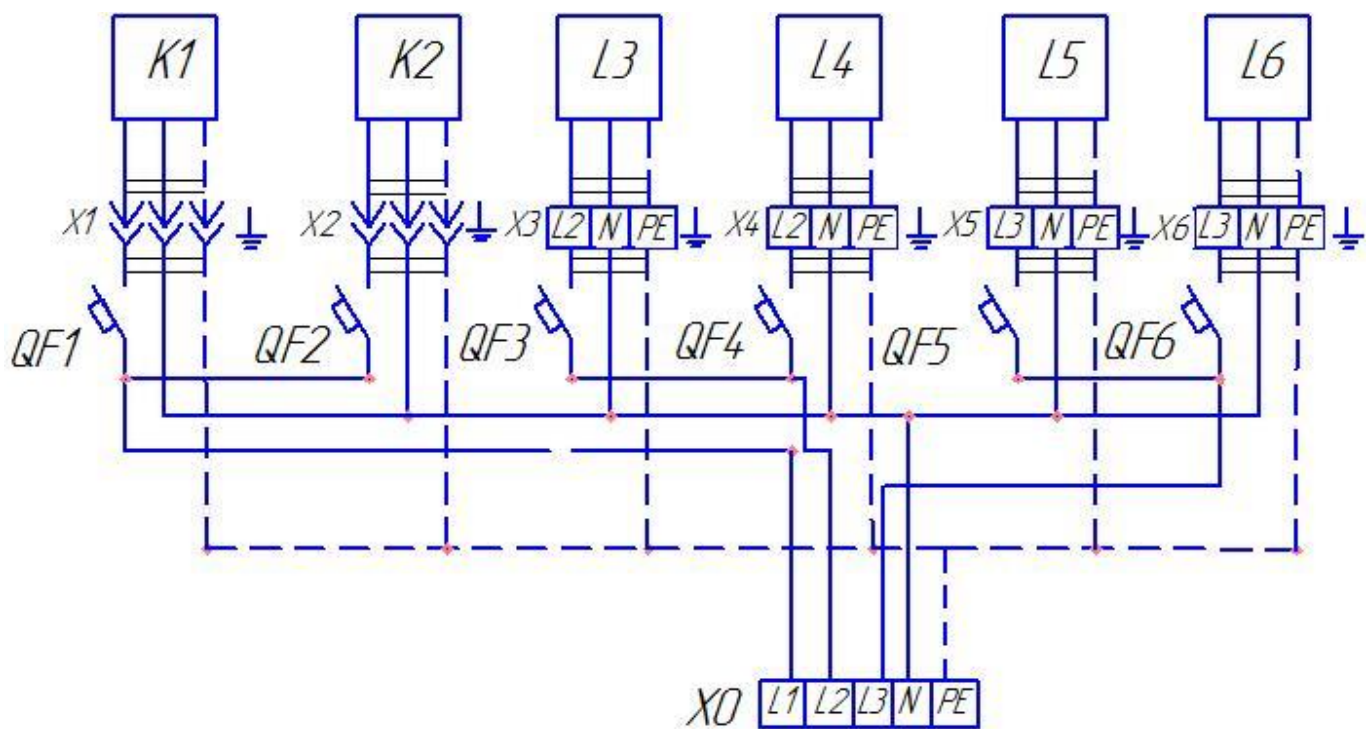 K1 K2 L3 L4 L5 L6
X1 X2 X3 L2 N PE X4 L2 N PE X5 L3 N PE X6 L3 N PE
QF1 QF2 QF3 QF4 QF5 QF6
X0 L1 L2 L3 N PE